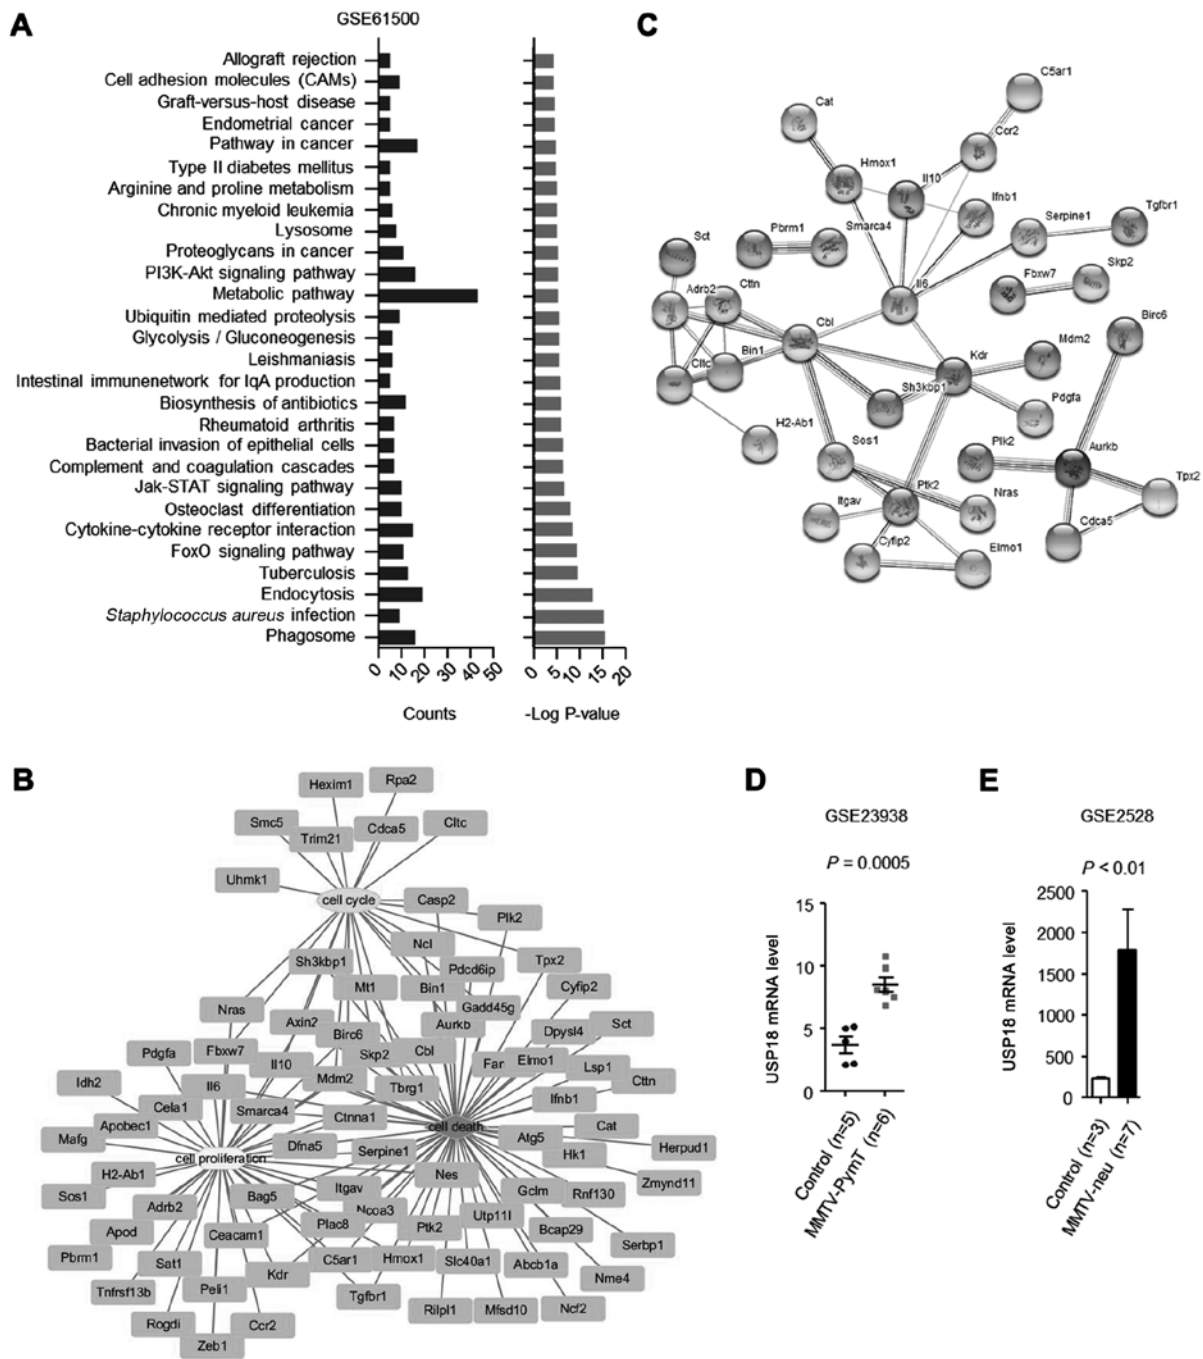 A
GSE61500
Allograft rejection
Cell adhesion molecules (CAMs)
Graft-versus-host disease
Endometrial cancer
Pathway in cancer
Type II diabetes mellitus
Arginine and proline metabolism
Chronic myeloid leukemia
Lysosome
Proteoglycans in cancer
PI3K-Akt signaling pathway
Metabolic pathway
Ubiquitin mediated proteolysis
Glycolysis / Gluconeogenesis
Leishmaniasis
Intestinal immunenetwork for IqA production
Biosynthesis of antibiotics
Rheumatoid arthritis
Bacterial invasion of epithelial cells
Complement and coagulation cascades
Jak-STAT signaling pathway
Osteoclast differentiation
Cytokine-cytokine receptor interaction
FoxO signaling pathway
Tuberculosis
Endocytosis
Staphylococcus aureus infection
Phagosome
0 10 20 30 40 50
Counts
0 5 10 15 20
-Log P-value
C
C5ar1
Cat
Ccr2
Hmox1
Il10
Ifnb1
Serpine1
Tgfbr1
Pbrm1
Smarca4
Sct
Skp2
Fbxw7
Il6
Adrb2
Cttn
Cbl
Birc6
Mdm2
Kdr
Bin1
Cltc
Sh3kbp1
Pdgfa
H2-Ab1
Sos1
Plk2
Aurkb
Tpx2
Ptk2
Nras
Itgav
Cdca5
Cyfip2
Elmo1
B
Hexim1
Rpa2
Smc5
Trim21
Cdca5
Cltc
Uhmk1
cell cycle
Casp2
Plk2
Ncl
Tpx2
Sh3kbp1
Pdcd6ip
Mt1
Bin1
Cyfip2
Nras
Gadd45g
Axin2
Aurkb
Sct
Birc6
Dpysl4
Pdgfa
Fbxw7
Skp2
Cbl
Il10
Fan
Elmo1
Lsp1
Idh2
Il6
Mdm2
Tbrg1
Cttn
Cela1
Smarca4
Ctnna1
Ifnb1
Apobec1
cell death
Cat
Mafg
Dfna5
Serpine1
Atg5
Herpud1
cell proliferation
Hk1
H2-Ab1
Nes
Zmynd11
Sos1
Bag5
Itgav
Gclm
Rnf130
Adrb2
Ncoa3
Apod
Plac8
Ptk2
Utp11l
Bcap29
Ceacam1
Serbp1
Pbrm1
Sat1
C5ar1
Hmox1
Slc40a1
Abcb1a
Kdr
Nme4
Tnfrsf13b
Peli1
Tgfbr1
Rilpl1
Mfsd10
Ncf2
Rogdi
Ccr2
Zeb1
D
GSE23938
P = 0.0005
USP18 mRNA level
15
10
5
0
Control (n=5)
MMTV-PymT (n=6)
E
GSE2528
P < 0.01
USP18 mRNA level
2500
2000
1500
1000
500
0
Control (n=3)
MMTV-neu (n=7)